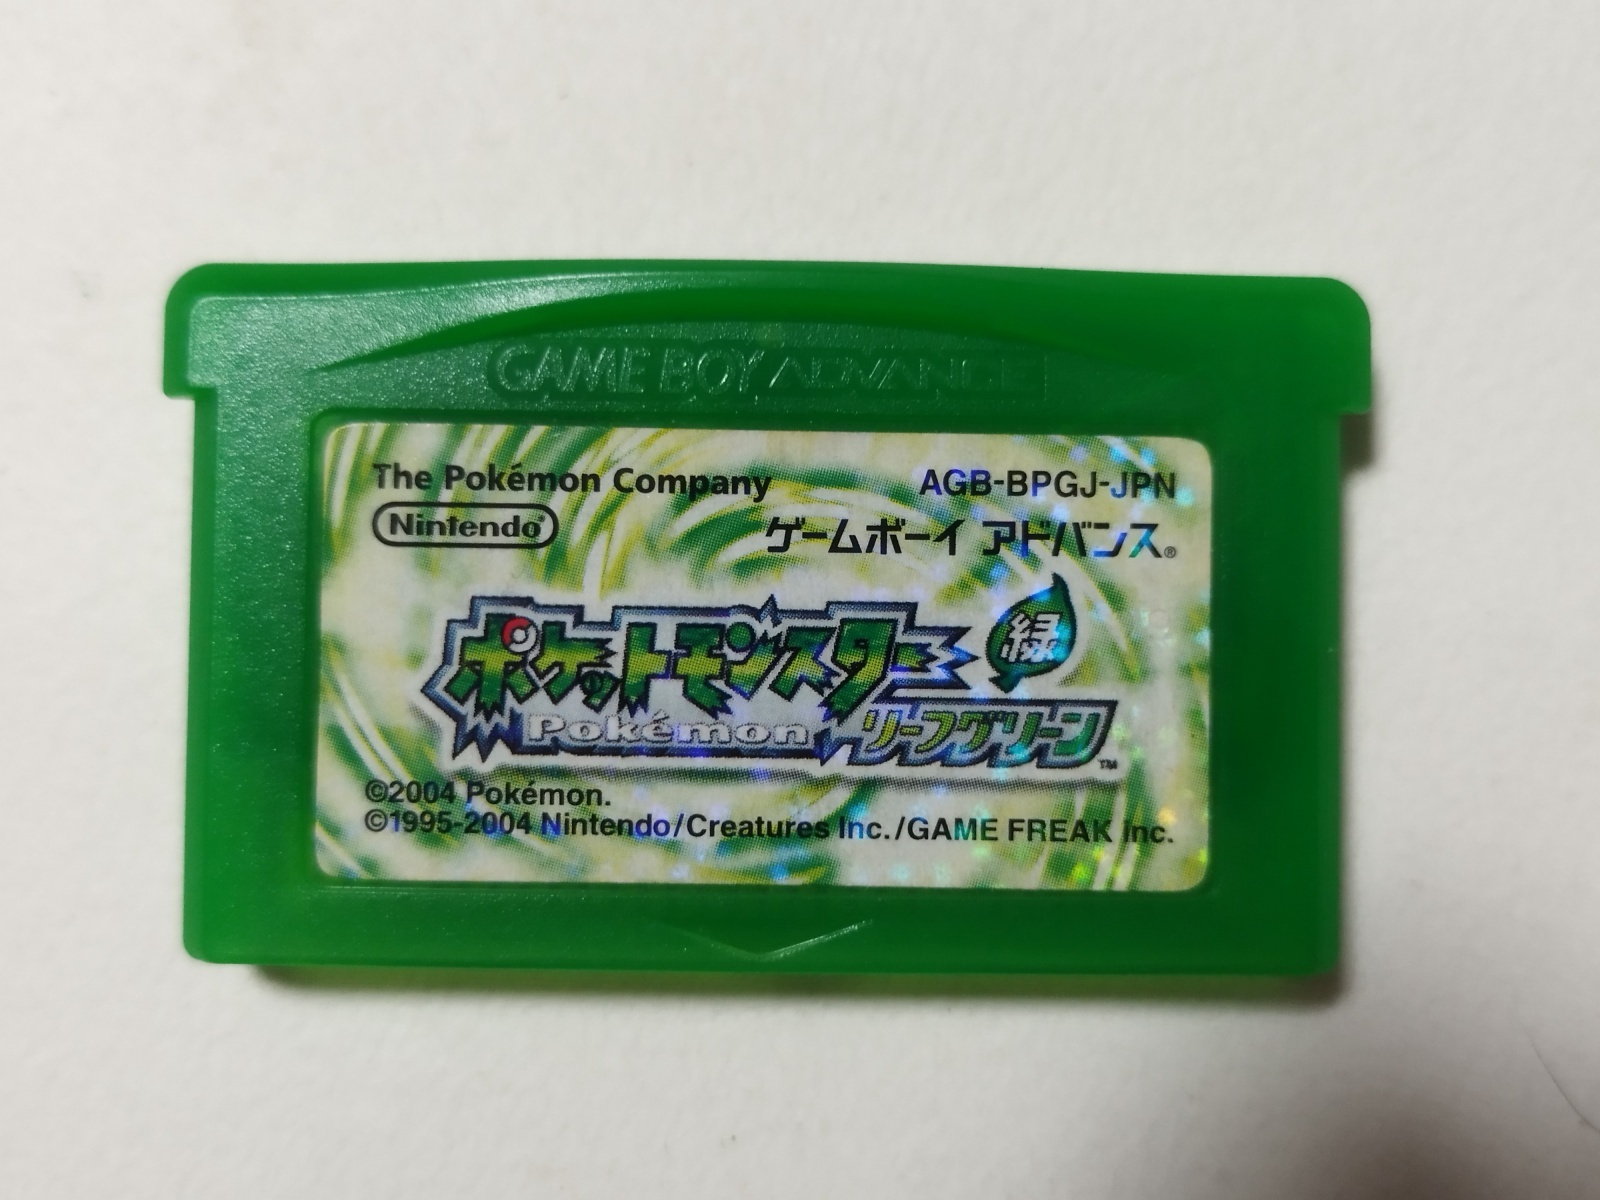 GAME BOY ADVANCE
The Pokémon Company
AGB-BPGJ-JPN
Nintendo®
ゲームボーイ アドバンス®
ポケットモンスター
緑
Pokémon
リーフグリーン™
©2004 Pokémon.
©1995-2004 Nintendo/Creatures Inc./GAME FREAK inc.